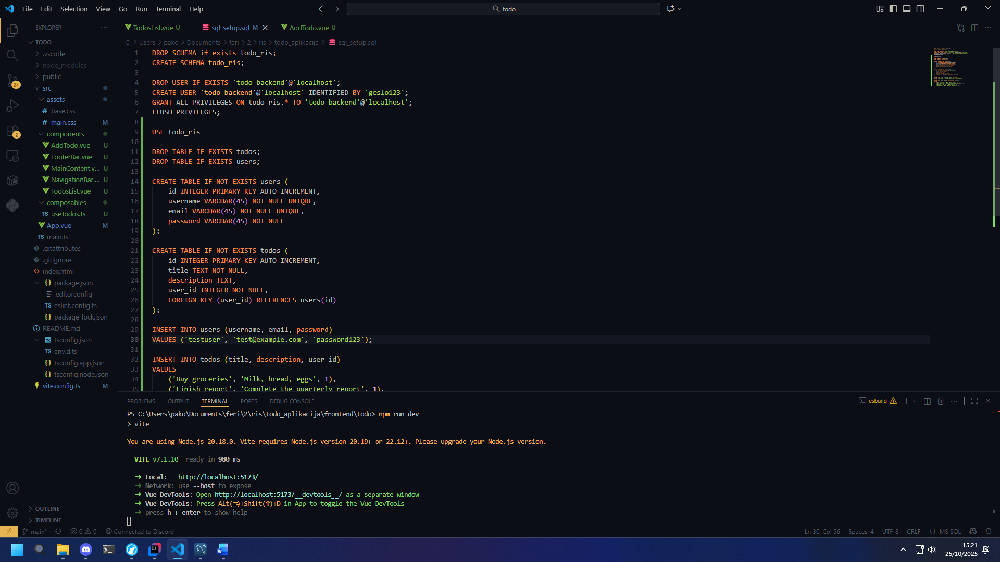 File Edit Selection View Go Run Terminal Help
todo
EXPLORER
TODO
.vscode
node_modules
public
src
assets
base.css
main.css M
components
AddTodo.vue U
FooterBar.vue U
MainContent.v... U
NavigationBar.... U
TodosList.vue U
composables
TS useTodos.ts U
App.vue M
TS main.ts
.gitattributes
.gitignore
index.html
package.json
.editorconfig
TS eslint.config.ts
package-lock.json
README.md
tsconfig.json
TS env.d.ts
tsconfig.app.json
tsconfig.node.json
vite.config.ts M
OUTLINE
TIMELINE
24
2
TodosList.vue U
sql_setup.sql M
AddTodo.vue U
C: > Users > pako > Documents > feri > 2 > ris > todo_aplikacija > sql_setup.sql
1 DROP SCHEMA if exists todo_ris;
2 CREATE SCHEMA todo_ris;
3
4 DROP USER IF EXISTS 'todo_backend'@'localhost';
5 CREATE USER 'todo_backend'@'localhost' IDENTIFIED BY 'geslo123';
6 GRANT ALL PRIVILEGES ON todo_ris.* TO 'todo_backend'@'localhost';
7 FLUSH PRIVILEGES;
8
9 USE todo_ris
10
11 DROP TABLE IF EXISTS todos;
12 DROP TABLE IF EXISTS users;
13
14 CREATE TABLE IF NOT EXISTS users (
15 id INTEGER PRIMARY KEY AUTO_INCREMENT,
16 username VARCHAR(45) NOT NULL UNIQUE,
17 email VARCHAR(45) NOT NULL UNIQUE,
18 password VARCHAR(45) NOT NULL
19 );
20
21 CREATE TABLE IF NOT EXISTS todos (
22 id INTEGER PRIMARY KEY AUTO_INCREMENT,
23 title TEXT NOT NULL,
24 description TEXT,
25 user_id INTEGER NOT NULL,
26 FOREIGN KEY (user_id) REFERENCES users(id)
27 );
28
29 INSERT INTO users (username, email, password)
30 VALUES ('testuser', 'test@example.com', 'password123');
31
32 INSERT INTO todos (title, description, user_id)
33 VALUES
34 ('Buy groceries', 'Milk, bread, eggs', 1),
35 ('Finish report', 'Complete the quarterly report', 1),
PROBLEMS OUTPUT TERMINAL PORTS DEBUG CONSOLE
esbuild
PS C:\Users\pako\Documents\feri\2\ris\todo_aplikacija\frontend\todo> npm run dev
> vite
You are using Node.js 20.18.0. Vite requires Node.js version 20.19+ or 22.12+. Please upgrade your Node.js version.
VITE v7.1.10 ready in 980 ms
➜ Local: http://localhost:5173/
➜ Network: use --host to expose
➜ Vue DevTools: Open http://localhost:5173/__devtools__/ as a separate window
➜ Vue DevTools: Press Alt(⌥)+Shift(⇧)+D in App to toggle the Vue DevTools
➜ press h + enter to show help
main*+ 0 0 Connected to Discord
Ln 30, Col 56 Spaces: 4 UTF-8 CRLF {} MS SQL
15:21
25/10/2025